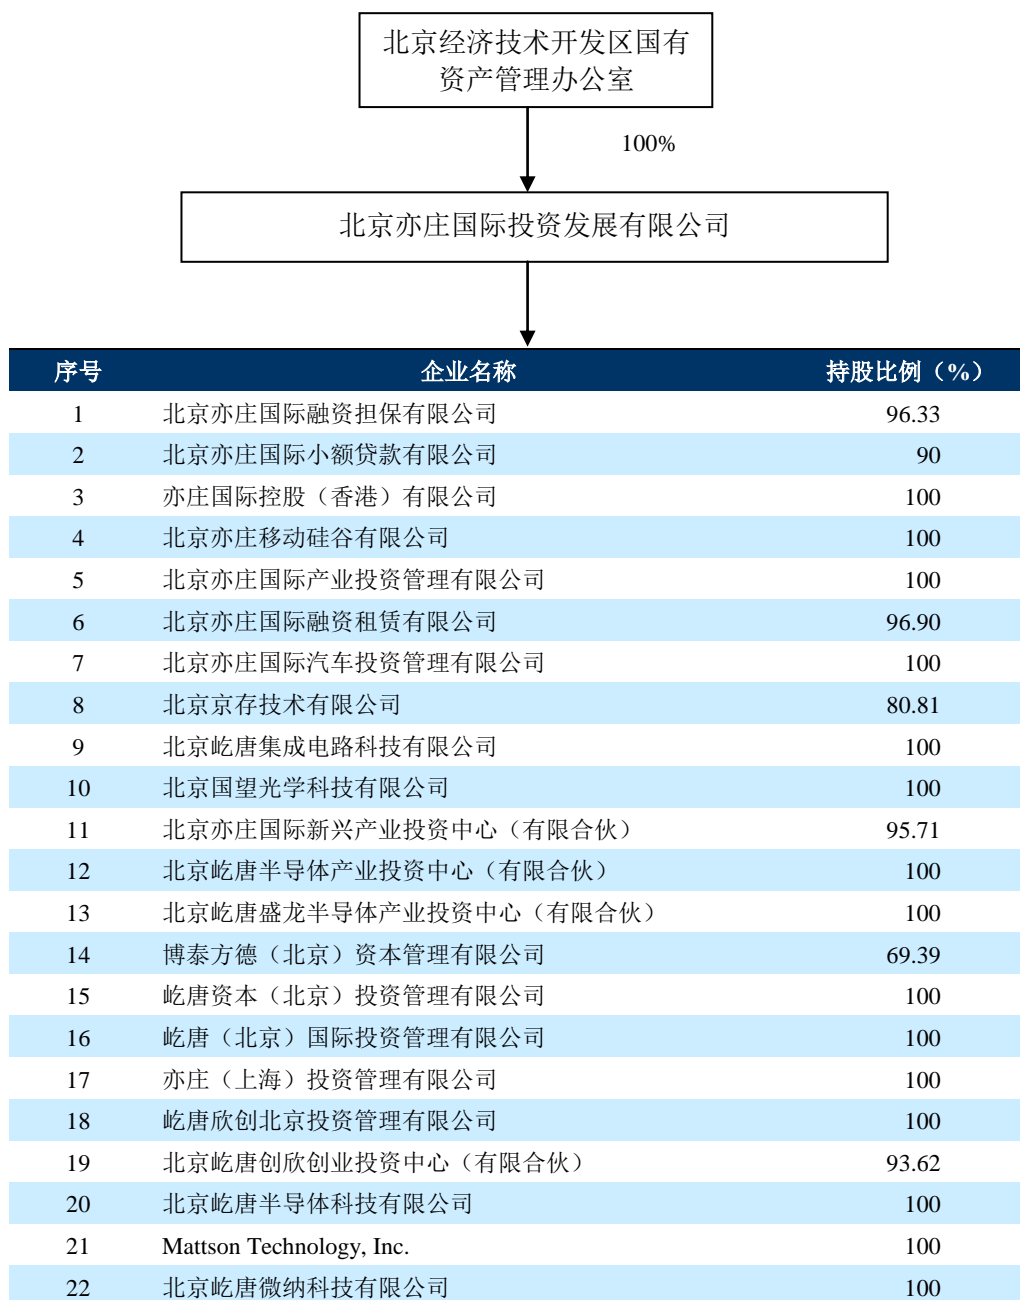 北京经济技术开发区国有
资产管理办公室
100%
北京亦庄国际投资发展有限公司
序号 企业名称 持股比例（%）
1 北京亦庄国际融资担保有限公司 96.33
2 北京亦庄国际小额贷款有限公司 90
3 亦庄国际控股（香港）有限公司 100
4 北京亦庄移动硅谷有限公司 100
5 北京亦庄国际产业投资管理有限公司 100
6 北京亦庄国际融资租赁有限公司 96.90
7 北京亦庄国际汽车投资管理有限公司 100
8 北京京存技术有限公司 80.81
9 北京屹唐集成电路科技有限公司 100
10 北京国望光学科技有限公司 100
11 北京亦庄国际新兴产业投资中心（有限合伙） 95.71
12 北京屹唐半导体产业投资中心（有限合伙） 100
13 北京屹唐盛龙半导体产业投资中心（有限合伙） 100
14 博泰方德（北京）资本管理有限公司 69.39
15 屹唐资本（北京）投资管理有限公司 100
16 屹唐（北京）国际投资管理有限公司 100
17 亦庄（上海）投资管理有限公司 100
18 屹唐欣创北京投资管理有限公司 100
19 北京屹唐创欣创业投资中心（有限合伙） 93.62
20 北京屹唐半导体科技有限公司 100
21 Mattson Technology, Inc. 100
22 北京屹唐微纳科技有限公司 100